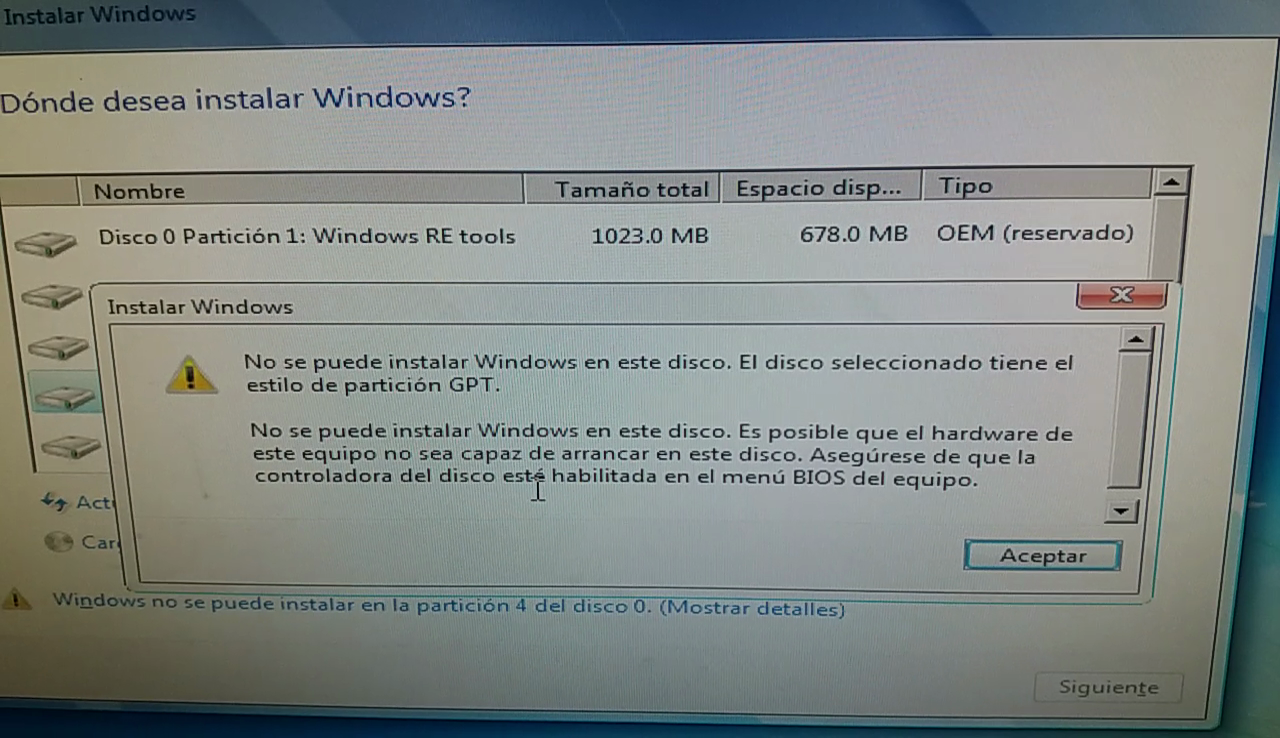 Instalar Windows
Dónde desea instalar Windows?
Nombre Tamaño total Espacio disp... Tipo
Disco 0 Partición 1: Windows RE tools 1023.0 MB 678.0 MB OEM (reservado)
Instalar Windows
No se puede instalar Windows en este disco. El disco seleccionado tiene el
estilo de partición GPT.
No se puede instalar Windows en este disco. Es posible que el hardware de
este equipo no sea capaz de arrancar en este disco. Asegúrese de que la
controladora del disco esté habilitada en el menú BIOS del equipo.
Aceptar
Windows no se puede instalar en la partición 4 del disco 0. (Mostrar detalles)
Siguiente